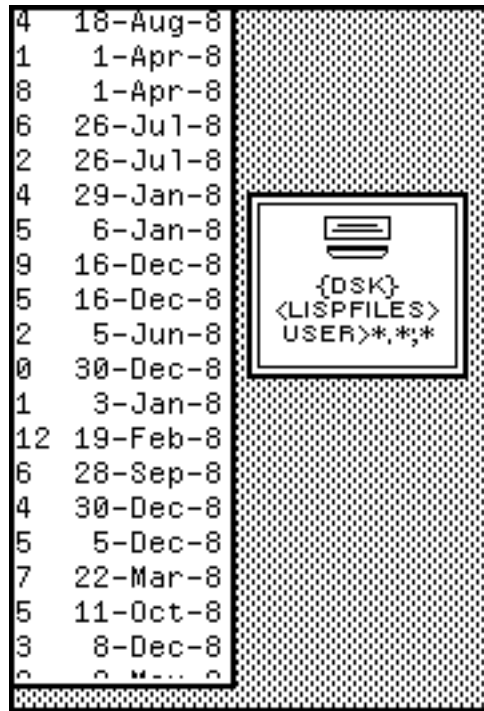 4 18-Aug-8
1 1-Apr-8
8 1-Apr-8
6 26-Jul-8
2 26-Jul-8
4 29-Jan-8
5 6-Jan-8
9 16-Dec-8
5 16-Dec-8
2 5-Jun-8
0 30-Dec-8
1 3-Jan-8
12 19-Feb-8
6 28-Sep-8
4 30-Dec-8
5 5-Dec-8
7 22-Mar-8
5 11-Oct-8
3 8-Dec-8
{DSK}
<LISPFILES>
USER>*.*;*